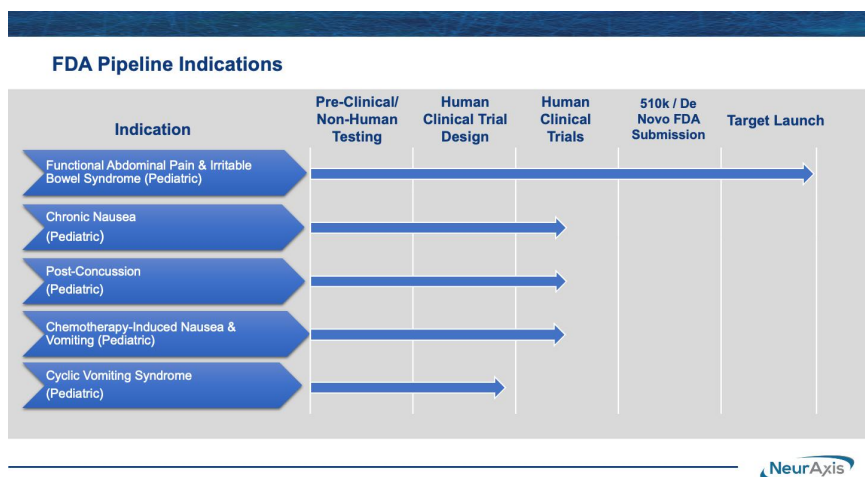 FDA Pipeline Indications
Indication
Pre-Clinical/
Non-Human
Testing
Human
Clinical Trial
Design
Human
Clinical
Trials
510k / De
Novo FDA
Submission
Target Launch
Functional Abdominal Pain & Irritable
Bowel Syndrome (Pediatric)
Chronic Nausea
(Pediatric)
Post-Concussion
(Pediatric)
Chemotherapy-Induced Nausea &
Vomiting (Pediatric)
Cyclic Vomiting Syndrome
(Pediatric)
NeurAxis